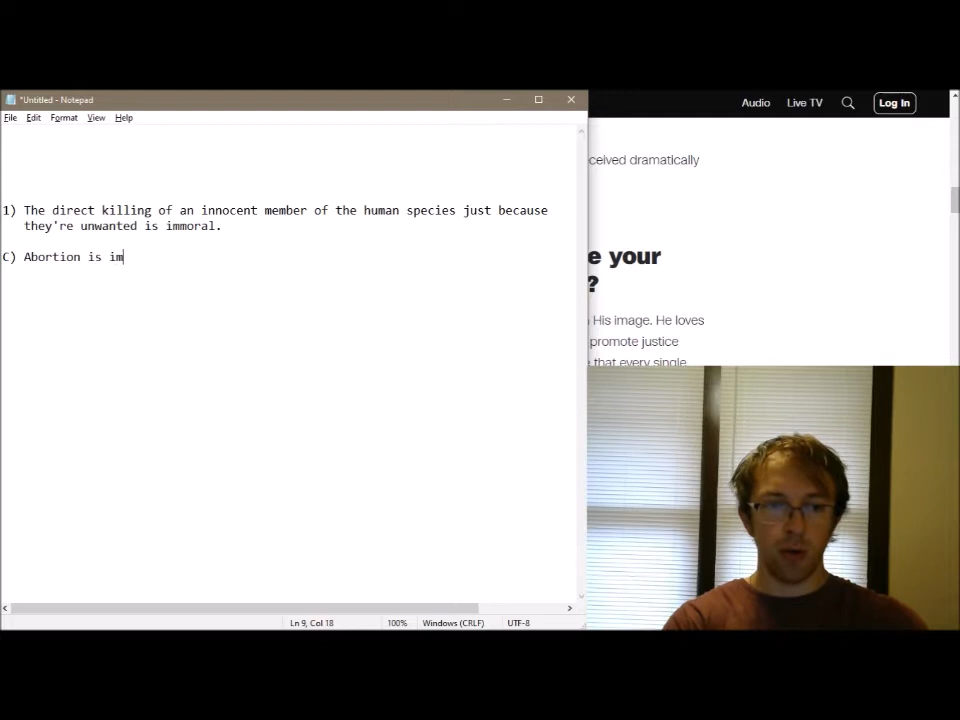 *Untitled - Notepad
Audio Live TV Log In
File Edit Format View Help
ceived dramatically
1) The direct killing of an innocent member of the human species just because
they're unwanted is immoral.
C) Abortion is im
e your
?
His image. He loves
promote justice
that every single
Ln 9, Col 18 100% Windows (CRLF) UTF-8